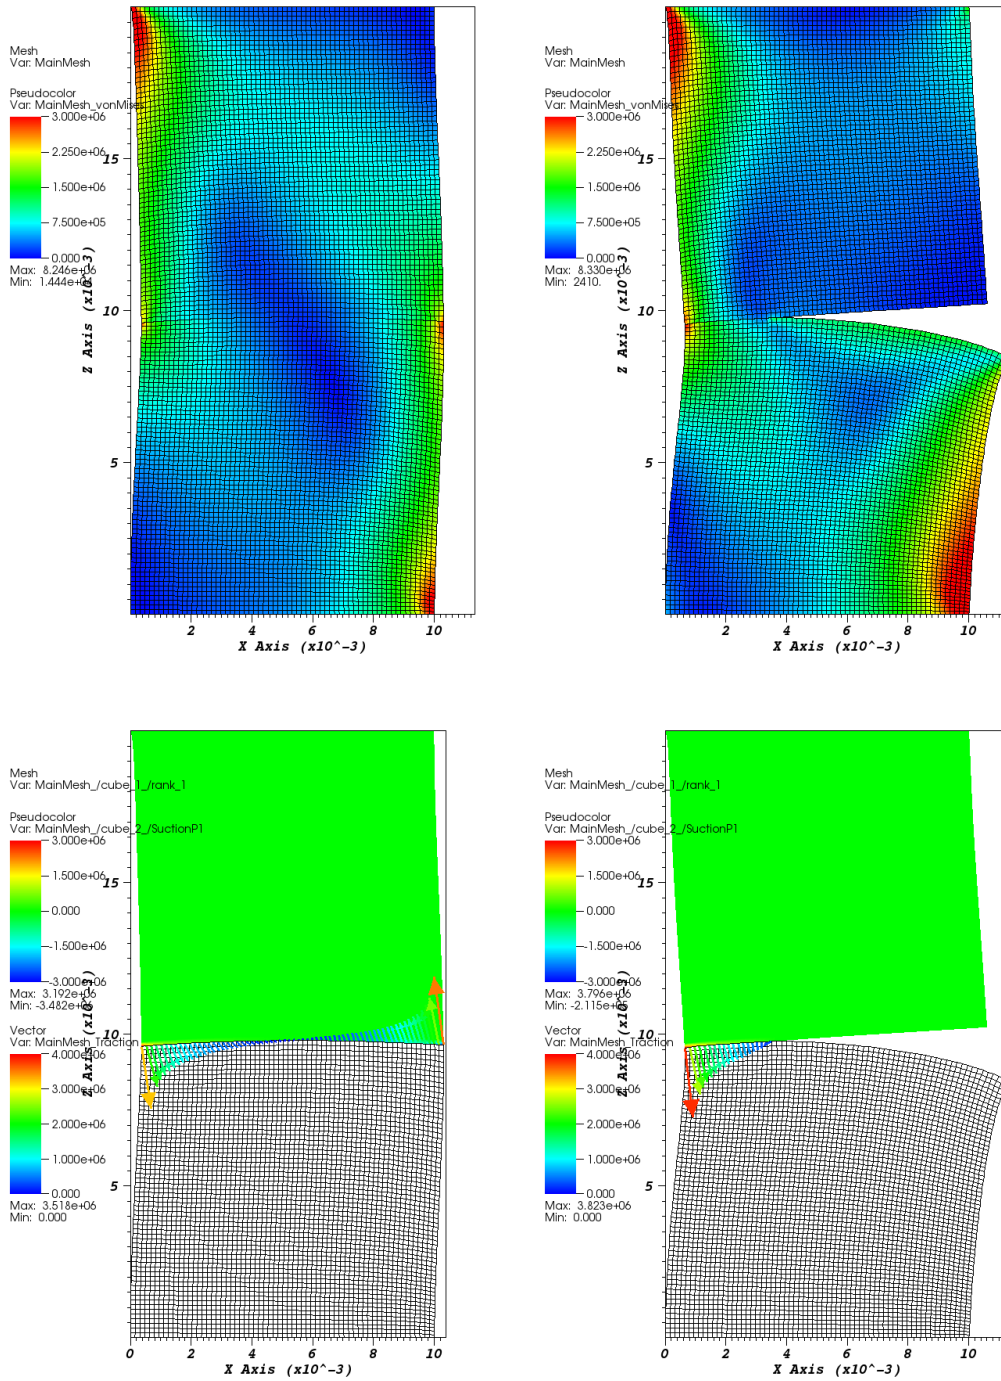 Mesh
Var: MainMesh
Pseudocolor
Var: MainMesh_vonMises
3.000e+06
2.250e+06
1.500e+06
7.500e+05
0.000
Max: 8.246e+06
Min: 1.444e+
15
10
5
Z Axis (x10^-3)
2 4 6 8 10
X Axis (x10^-3)
Mesh
Var: MainMesh
Pseudocolor
Var: MainMesh_vonMises
3.000e+06
2.250e+06
1.500e+06
7.500e+05
0.000
Max: 8.330e+06
Min: 2410.
15
10
5
Z Axis (x10^-3)
2 4 6 8 10
X Axis (x10^-3)
Mesh
Var: MainMesh_/cube_1_/rank_1
Pseudocolor
Var: MainMesh_/cube_2_/SuctionP1
3.000e+06
1.500e+06
0.000
-1.500e+06
-3.000e+06
Max: 3.192e+06
Min: -3.482e+
Vector
Var: MainMesh_Traction
4.000e+06
3.000e+06
2.000e+06
1.000e+06
0.000
Max: 3.518e+06
Min: 0.000
15
10
5
Z Axis (x10^-3)
2 4 6 8 10
X Axis (x10^-3)
Mesh
Var: MainMesh_/cube_1_/rank_1
Pseudocolor
Var: MainMesh_/cube_2_/SuctionP1
3.000e+06
1.500e+06
0.000
-1.500e+06
-3.000e+06
Max: 3.796e+06
Min: -2.115e+
Vector
Var: MainMesh_Traction
4.000e+06
3.000e+06
2.000e+06
1.000e+06
0.000
Max: 3.823e+06
Min: 0.000
15
10
5
Z Axis (x10^-3)
2 4 6 8 10
X Axis (x10^-3)